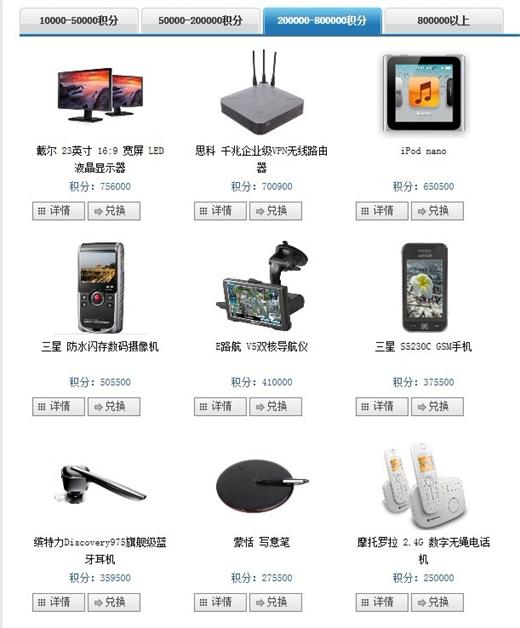 10000-50000积分
50000-200000积分
200000-800000积分
800000以上
戴尔 23英寸 16:9 宽屏 LED
液晶显示器
积分：756000
详情
兑换
思科 千兆企业级VPN无线路由
器
积分：700900
详情
兑换
iPod nano
积分：650500
详情
兑换
三星 防水闪存数码摄像机
积分：505500
详情
兑换
E路航 V5双核导航仪
积分：410000
详情
兑换
三星 S5230C GSM手机
积分：375500
详情
兑换
缤特力Discovery975旗舰级蓝
牙耳机
积分：359500
详情
兑换
蒙恬 写意笔
积分：275500
详情
兑换
摩托罗拉 2.4G 数字无绳电话
机
积分：250000
详情
兑换